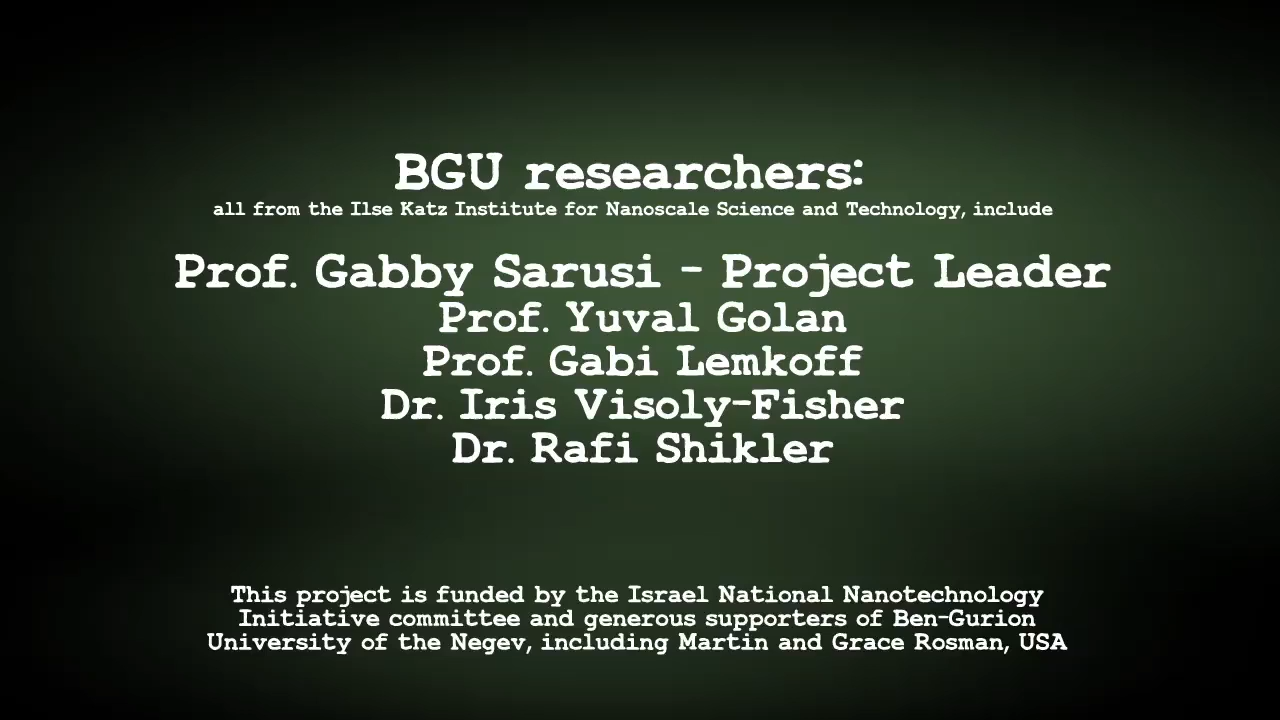 BGU researchers:
all from the Ilse Katz Institute for Nanoscale Science and Technology, include
Prof. Gabby Sarusi - Project Leader
Prof. Yuval Golan
Prof. Gabi Lemkoff
Dr. Iris Visoly-Fisher
Dr. Rafi Shikler
This project is funded by the Israel National Nanotechnology
Initiative committee and generous supporters of Ben-Gurion
University of the Negev, including Martin and Grace Rosman, USA